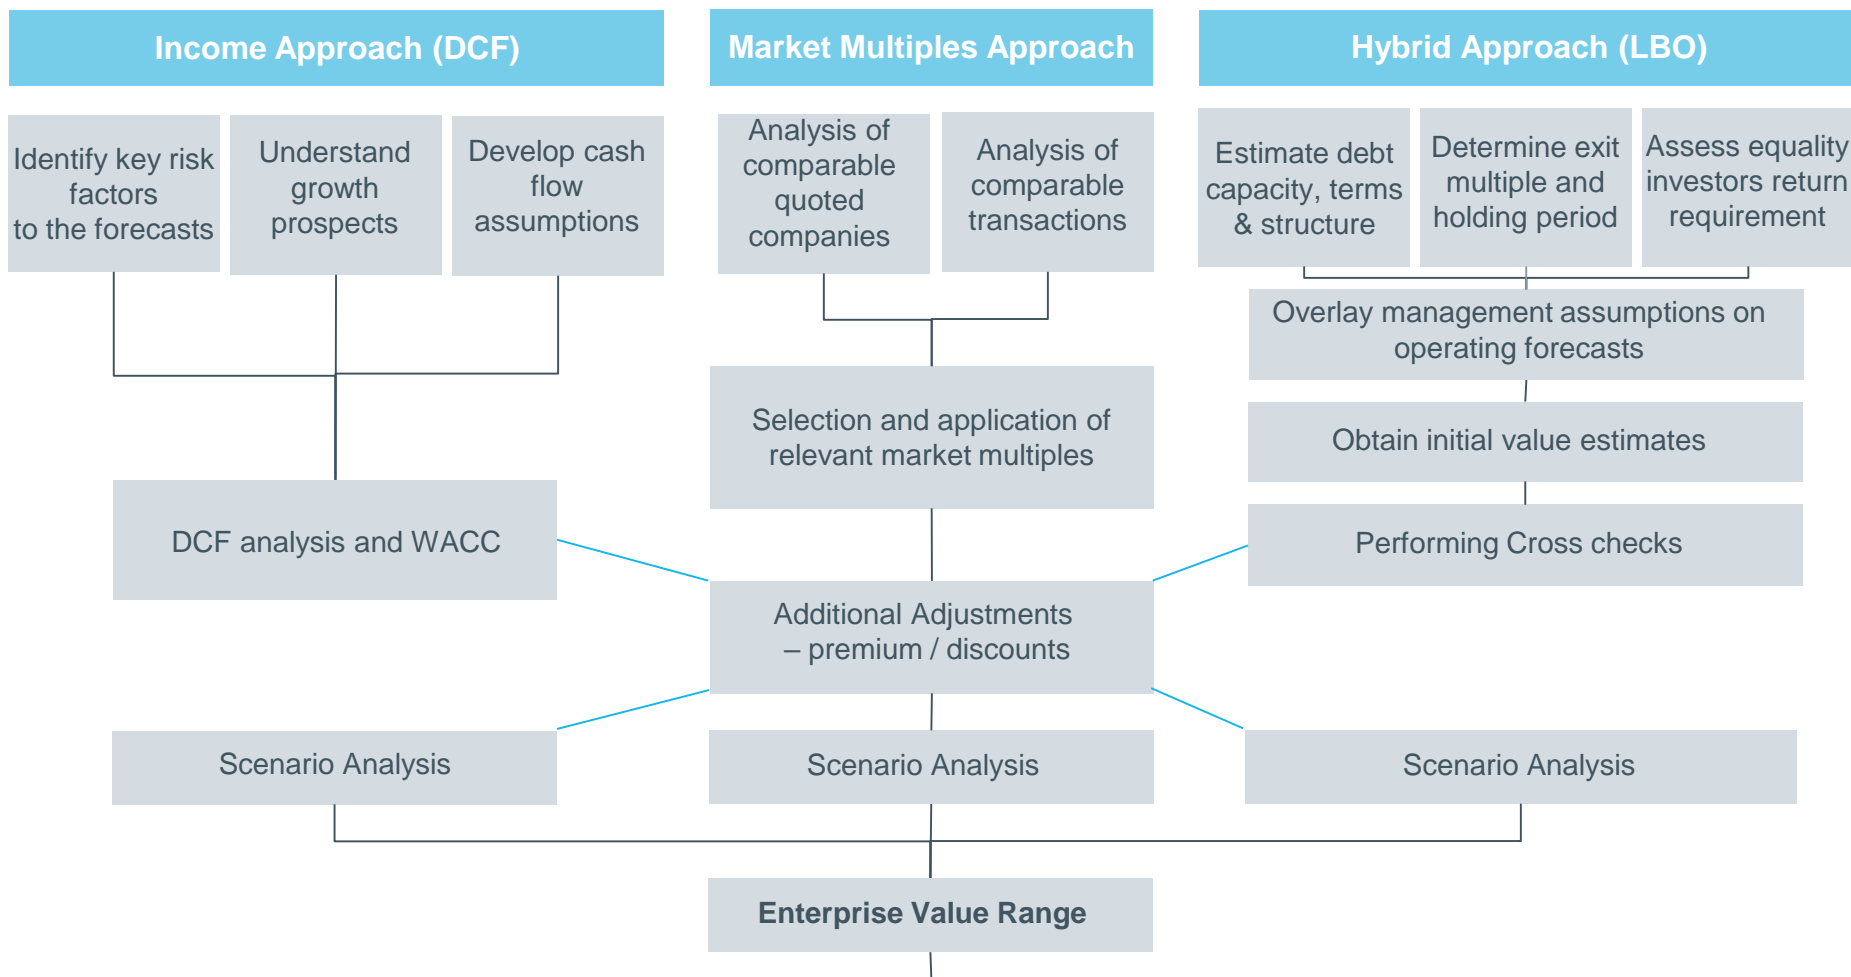 Income Approach (DCF)
Market Multiples Approach
Hybrid Approach (LBO)
Identify key risk
factors
to the forecasts
Understand
growth
prospects
Develop cash
flow
assumptions
Analysis of
comparable
quoted
companies
Analysis of
comparable
transactions
Estimate debt
capacity, terms
& structure
Determine exit
multiple and
holding period
Assess equality
investors return
requirement
Overlay management assumptions on
operating forecasts
Selection and application of
relevant market multiples
Obtain initial value estimates
DCF analysis and WACC
Performing Cross checks
Additional Adjustments
– premium / discounts
Scenario Analysis
Scenario Analysis
Scenario Analysis
Enterprise Value Range